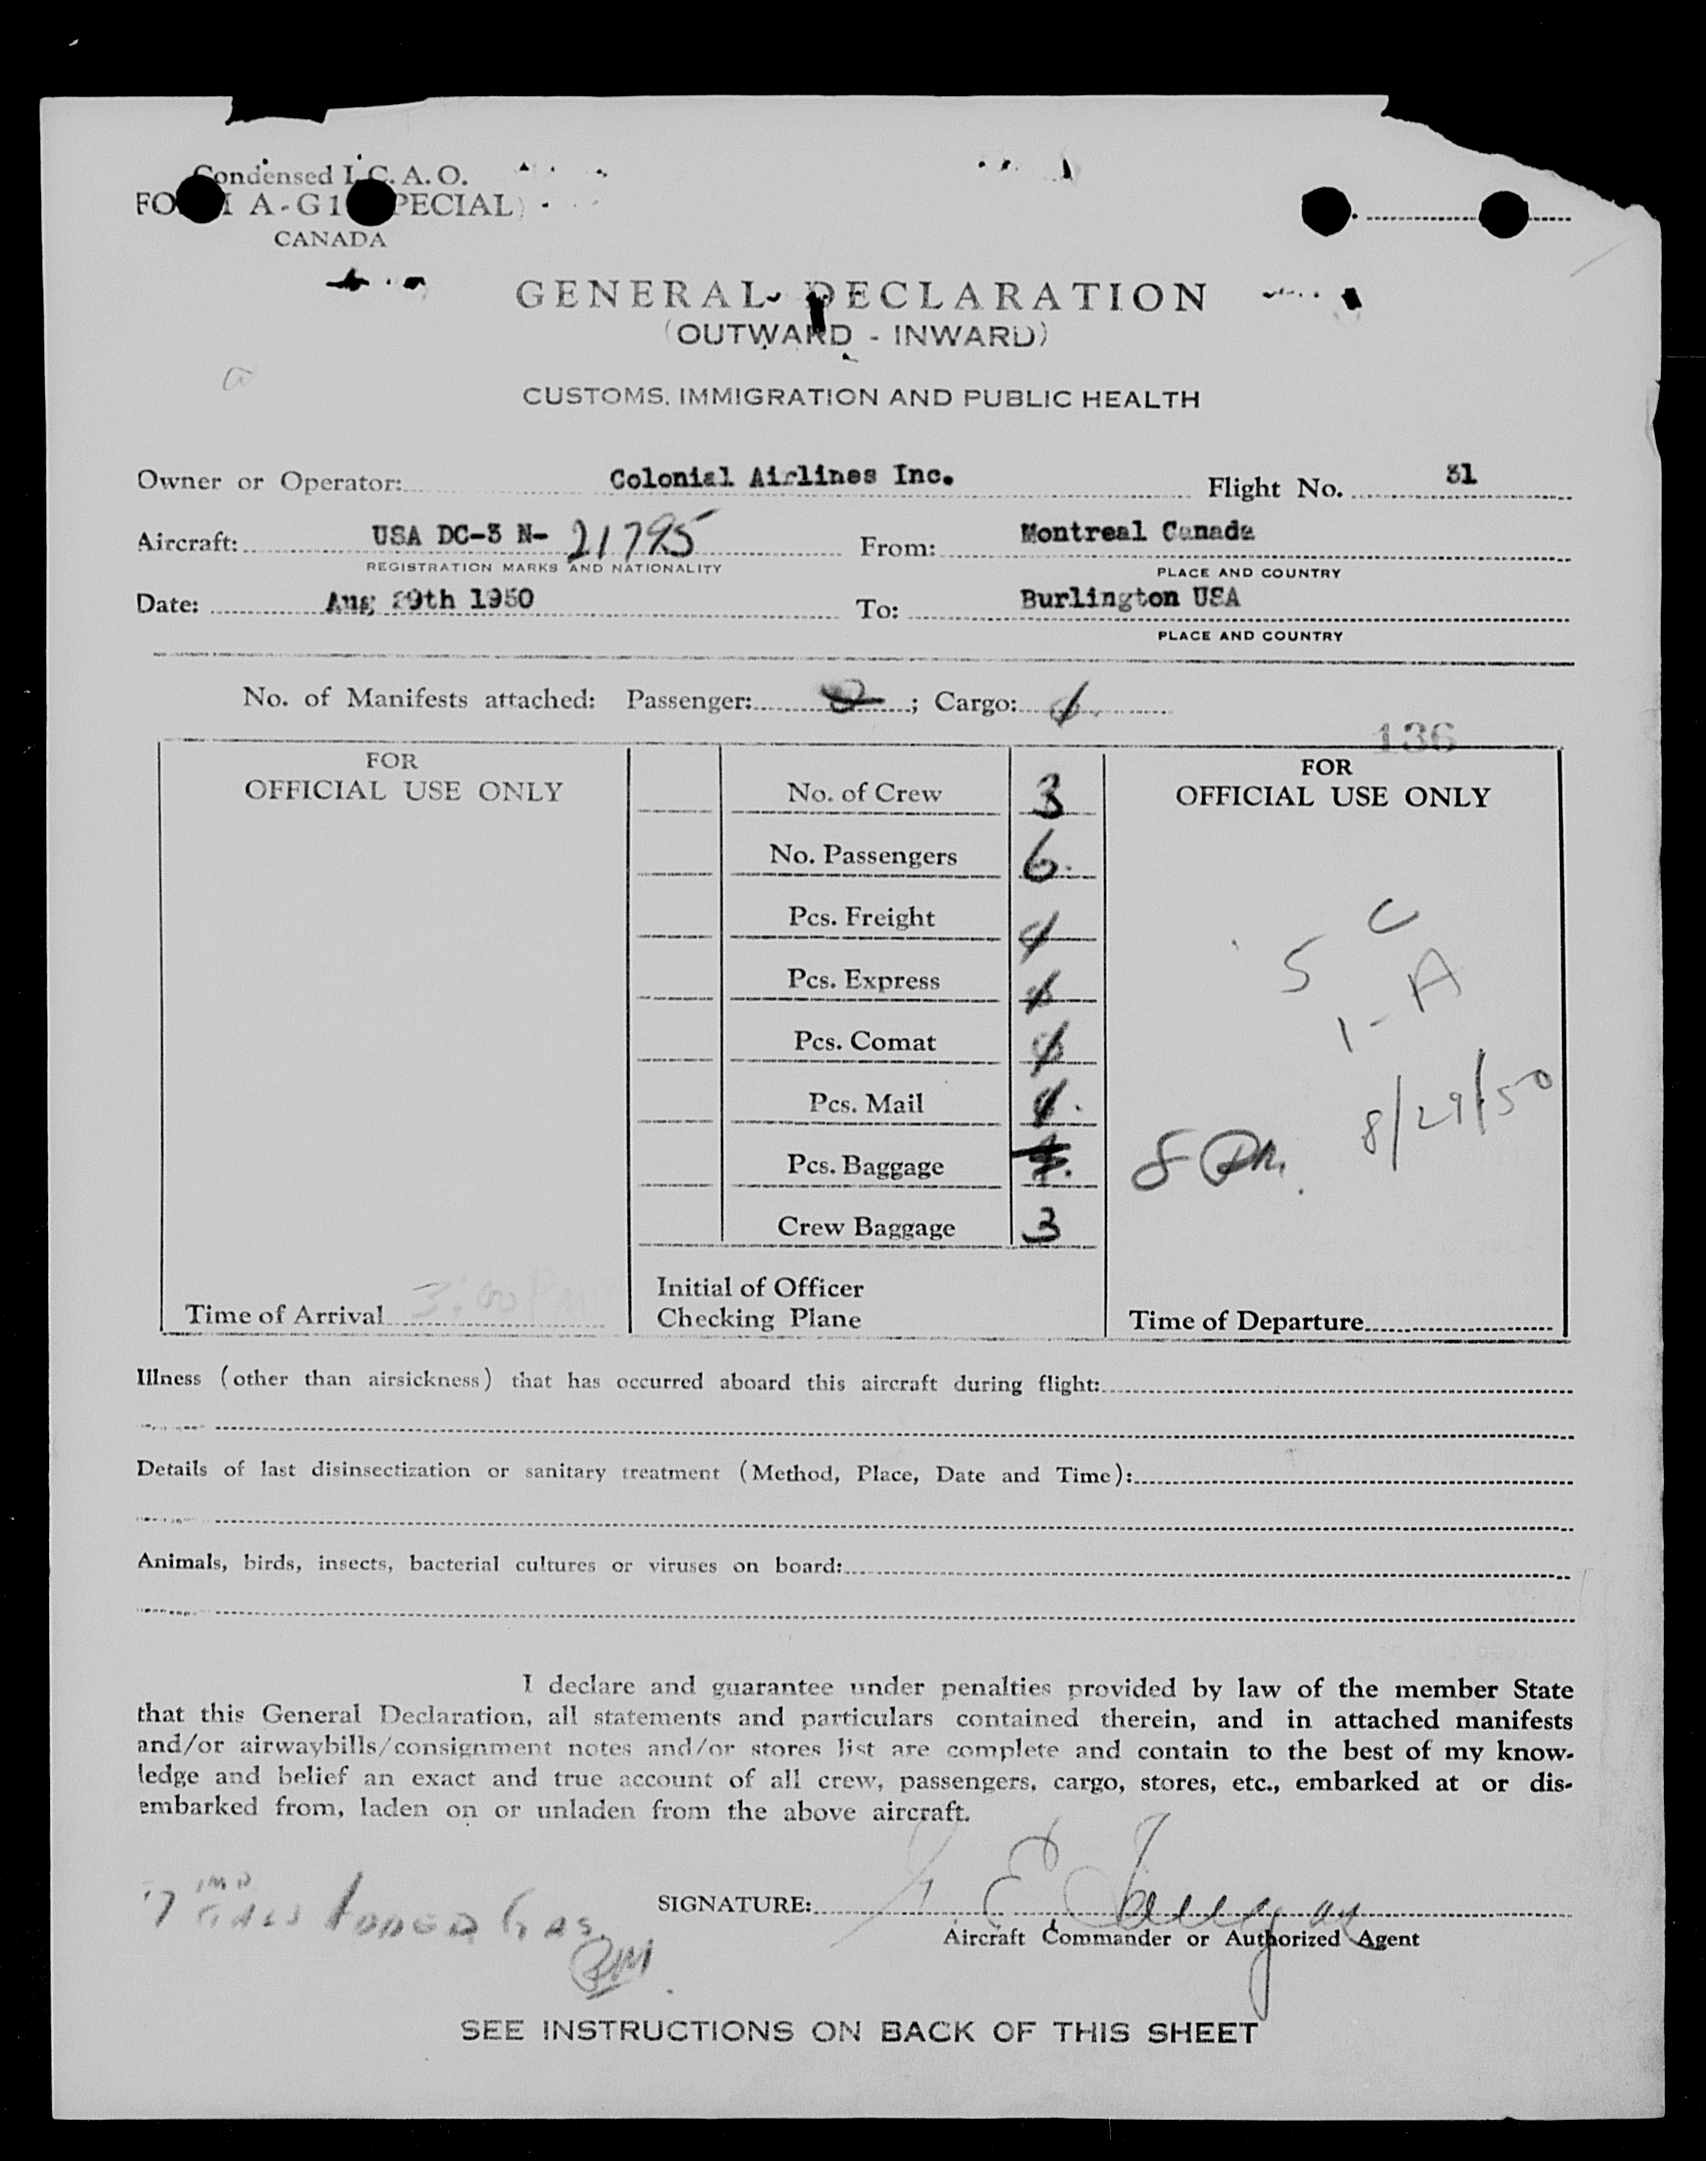 Condensed I. C. A. O.
FORM A-G1 (SPECIAL)
CANADA
GENERAL DECLARATION
(OUTWARD - INWARD)
CUSTOMS, IMMIGRATION AND PUBLIC HEALTH
Owner or Operator: Colonial Airlines Inc. Flight No. 31
Aircraft: USA DC-3 N- 21795 From: Montreal Canada
REGISTRATION MARKS AND NATIONALITY PLACE AND COUNTRY
Date: Aug 29th 1950 To: Burlington USA
PLACE AND COUNTRY
No. of Manifests attached: Passenger: ; Cargo:
136
FOR
OFFICIAL USE ONLY
No. of Crew 3
No. Passengers 6
Pcs. Freight
Pcs. Express
Pcs. Comat
Pcs. Mail
Pcs. Baggage
Crew Baggage 3
Time of Arrival 3:00 PM
Initial of Officer
Checking Plane
FOR
OFFICIAL USE ONLY
5 C
1 - A
8/29/50
8
Time of Departure
Illness (other than airsickness) that has occurred aboard this aircraft during flight:
Details of last disinsectization or sanitary treatment (Method, Place, Date and Time):
Animals, birds, insects, bacterial cultures or viruses on board:
I declare and guarantee under penalties provided by law of the member State
that this General Declaration, all statements and particulars contained therein, and in attached manifests
and/or airwaybills/consignment notes and/or stores list are complete and contain to the best of my know-
ledge and belief an exact and true account of all crew, passengers, cargo, stores, etc., embarked at or dis-
embarked from, laden on or unladen from the above aircraft.
IMP
GALS ADDED GAS
SIGNATURE:
Aircraft Commander or Authorized Agent
SEE INSTRUCTIONS ON BACK OF THIS SHEET